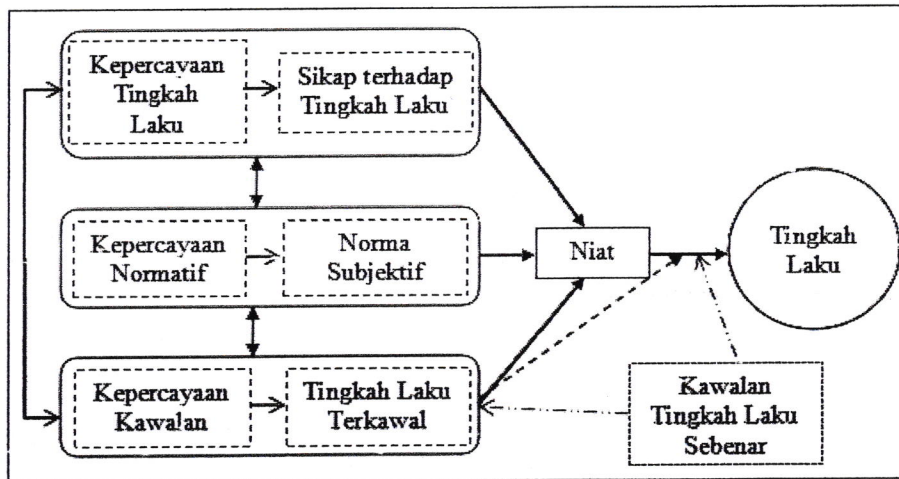 Kepercayaan
Tingkah
Laku
Sikap terhadap
Tingkah Laku
Kepercayaan
Normatif
Norma
Subjektif
Niat
Tingkah
Laku
Kepercayaan
Kawalan
Tingkah Laku
Terkawal
Kawalan
Tingkah Laku
Sebenar